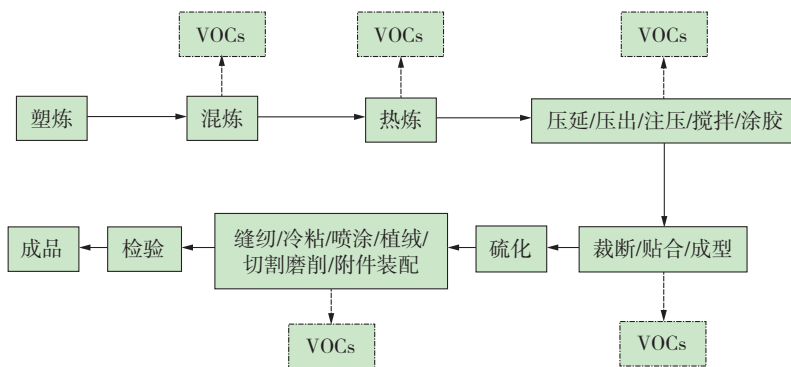 VOCs
VOCs
VOCs
塑炼
混炼
热炼
压延/压出/注压/搅拌/涂胶
成品
检验
缝纫/冷粘/喷涂/植绒/
切割磨削/附件装配
硫化
裁断/贴合/成型
VOCs
VOCs